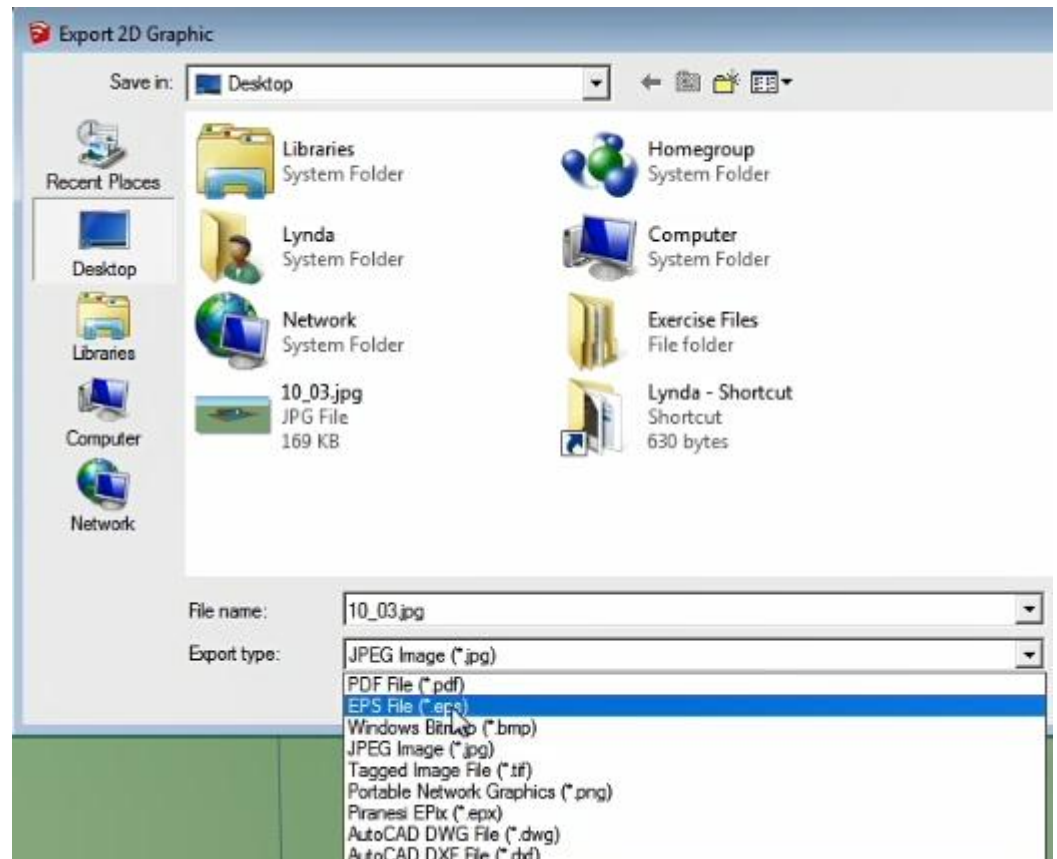 Export 2D Graphic
Save in:
Desktop
Recent Places
Desktop
Libraries
Computer
Network
Libraries
System Folder
Homegroup
System Folder
Lynda
System Folder
Computer
System Folder
Network
System Folder
Exercise Files
File folder
10_03.jpg
JPG File
169 KB
Lynda - Shortcut
Shortcut
630 bytes
File name:
10_03.jpg
Export type:
JPEG Image (*.jpg)
PDF File (*.pdf)
EPS File (*.eps)
Windows Bitmap (*.bmp)
JPEG Image (*.jpg)
Tagged Image File (*.tif)
Portable Network Graphics (*.png)
Piranesi EPix (*.epx)
AutoCAD DWG File (*.dwg)
AutoCAD DXF File (*.dxf)